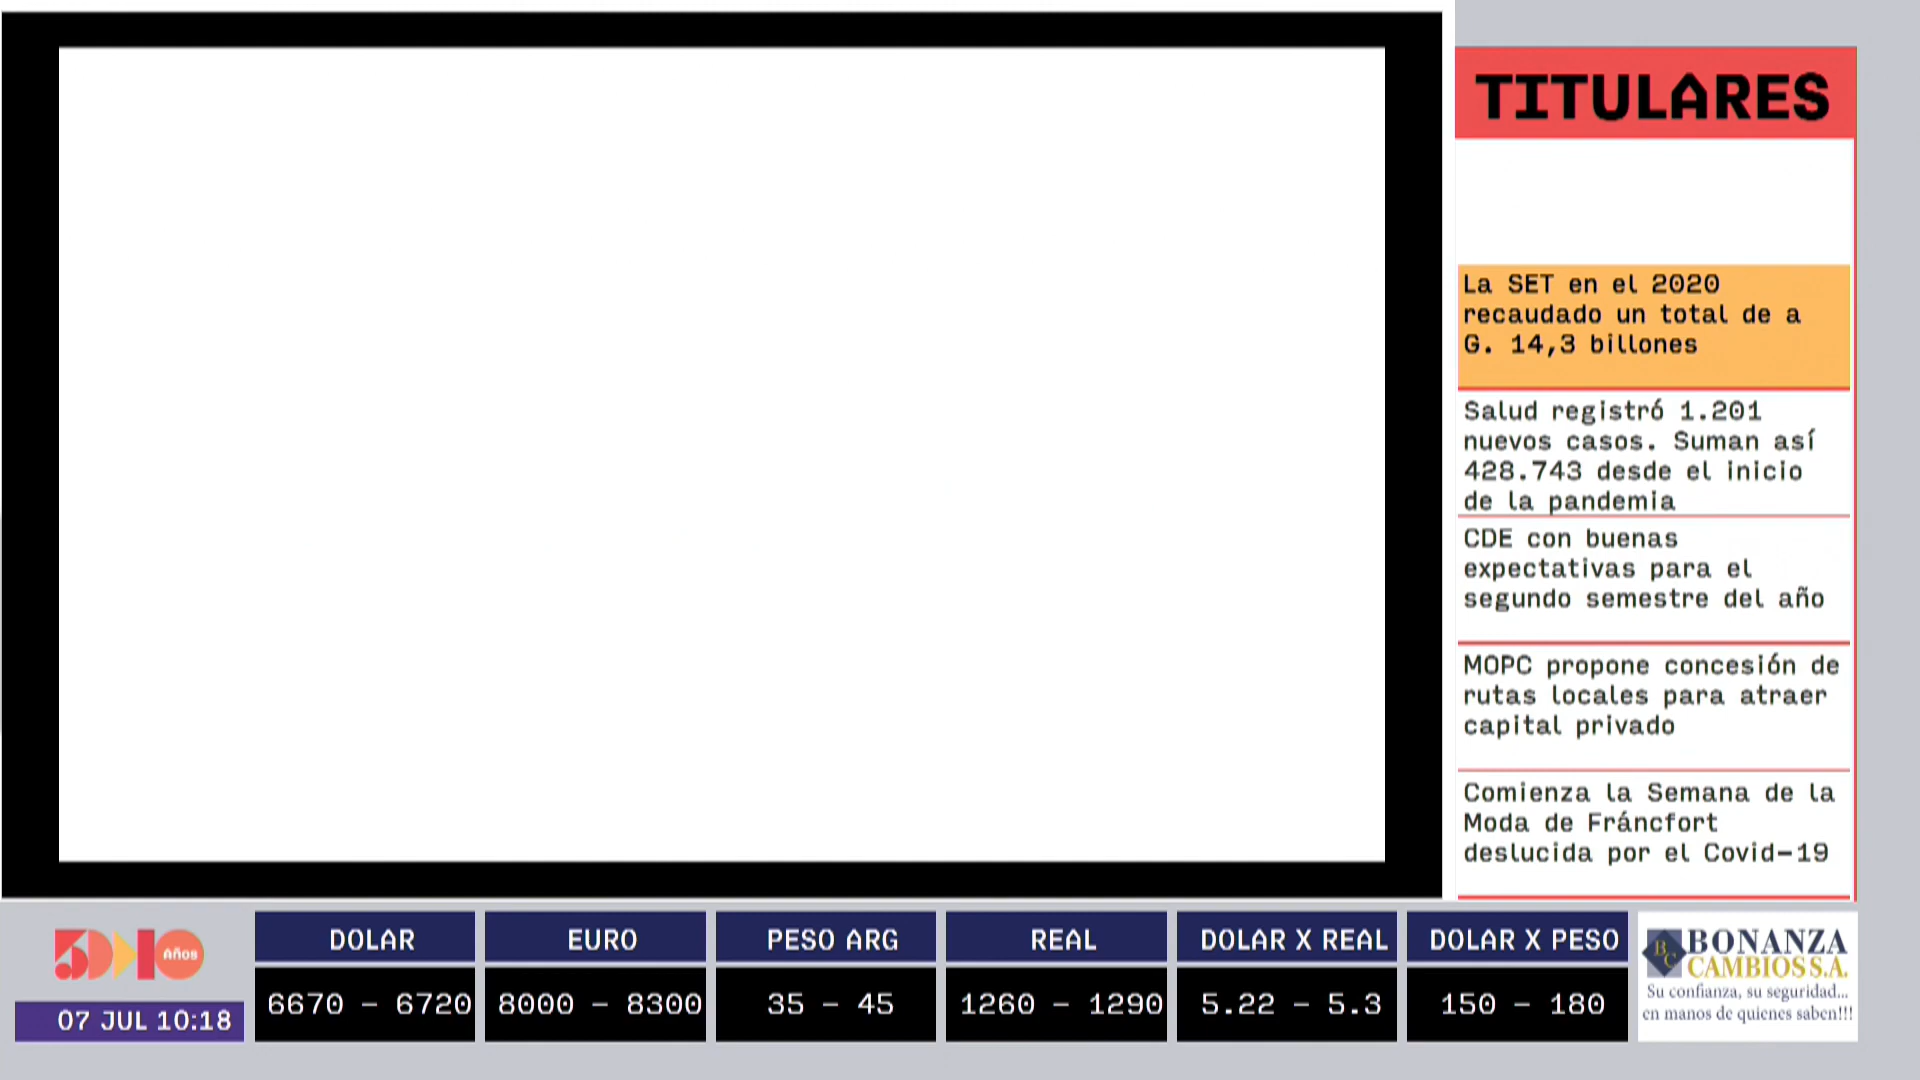 TITULARES
La SET en el 2020
recaudado un total de a
G. 14,3 billones
Salud registró 1.201
nuevos casos. Suman así
428.743 desde el inicio
de la pandemia
CDE con buenas
expectativas para el
segundo semestre del año
MOPC propone concesión de
rutas locales para atraer
capital privado
Comienza la Semana de la
Moda de Fráncfort
deslucida por el Covid-19
Años
07 JUL 10:18
DOLAR
6670 - 6720
EURO
8000 - 8300
PESO ARG
35 - 45
REAL
1260 - 1290
DOLAR X REAL
5.22 - 5.3
DOLAR X PESO
150 - 180
BC
BONANZA
CAMBIOS S.A.
Su confianza, su seguridad...
en manos de quienes saben!!!